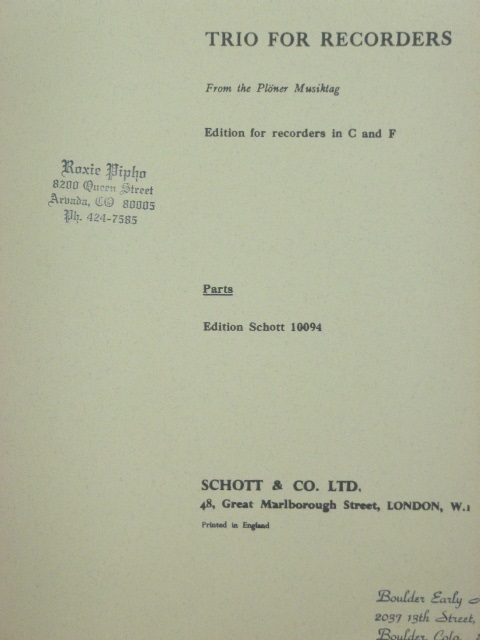 TRIO FOR RECORDERS
From the Plöner Musiktag
Edition for recorders in C and F
Roxie Pipho
8200 Queen Street
Arvada, CO 80005
Ph. 424-7585
Parts
Edition Schott 10094
SCHOTT & CO. LTD.
48, Great Marlborough Street, LONDON, W.1
Printed in England
Boulder Early
2037 13th Street,
Boulder, Colo.